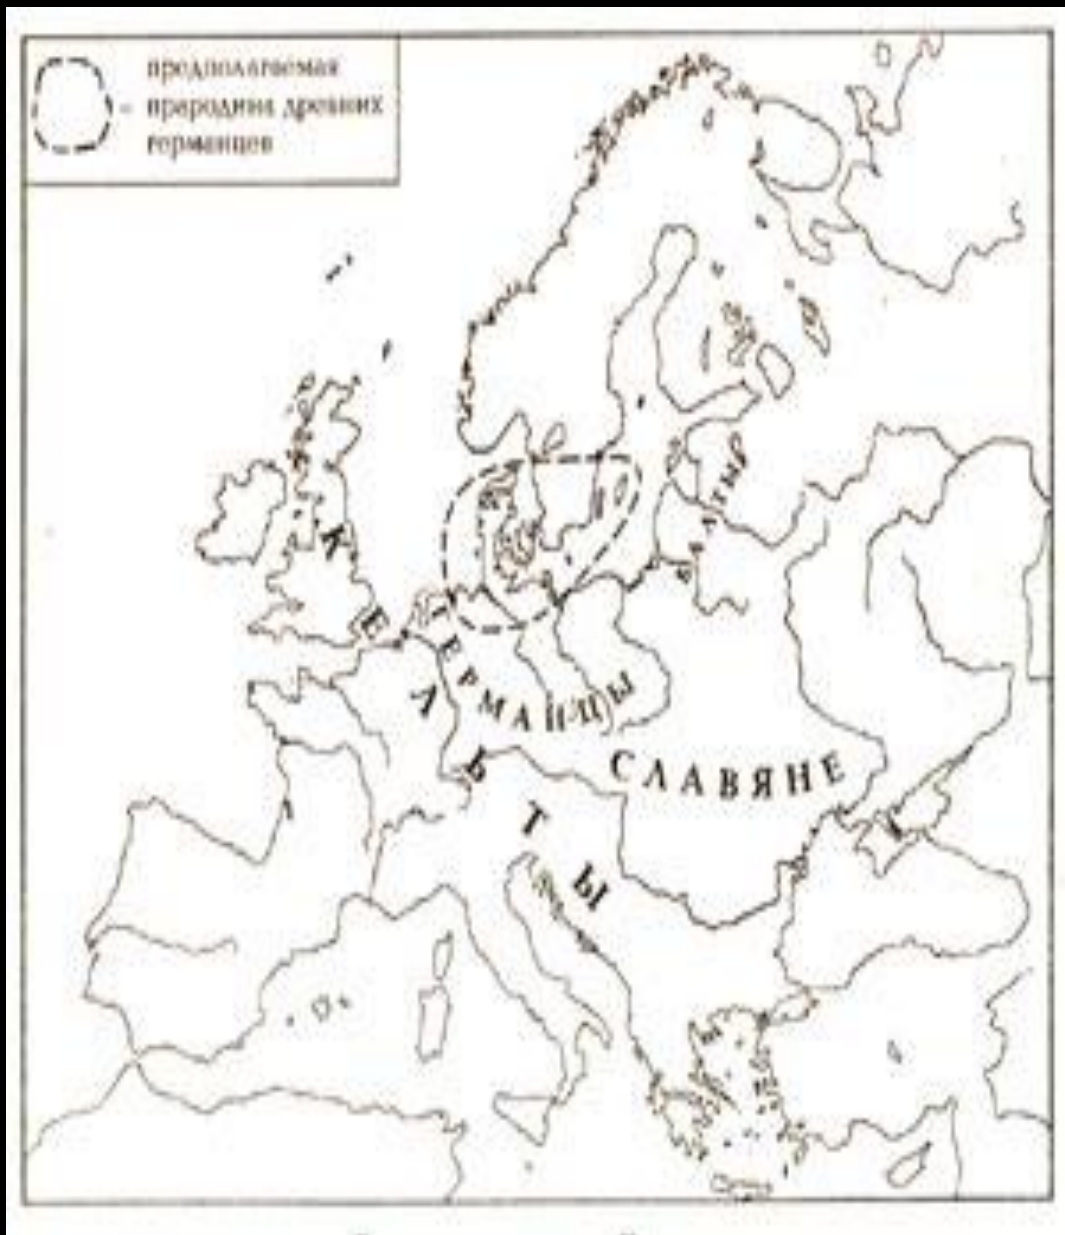 предполагаемая
- прародина древних
германцев
КЕЛЬТЫ
ГЕРМАНЦЫ
БАЛТЫ
СЛАВЯНЕ